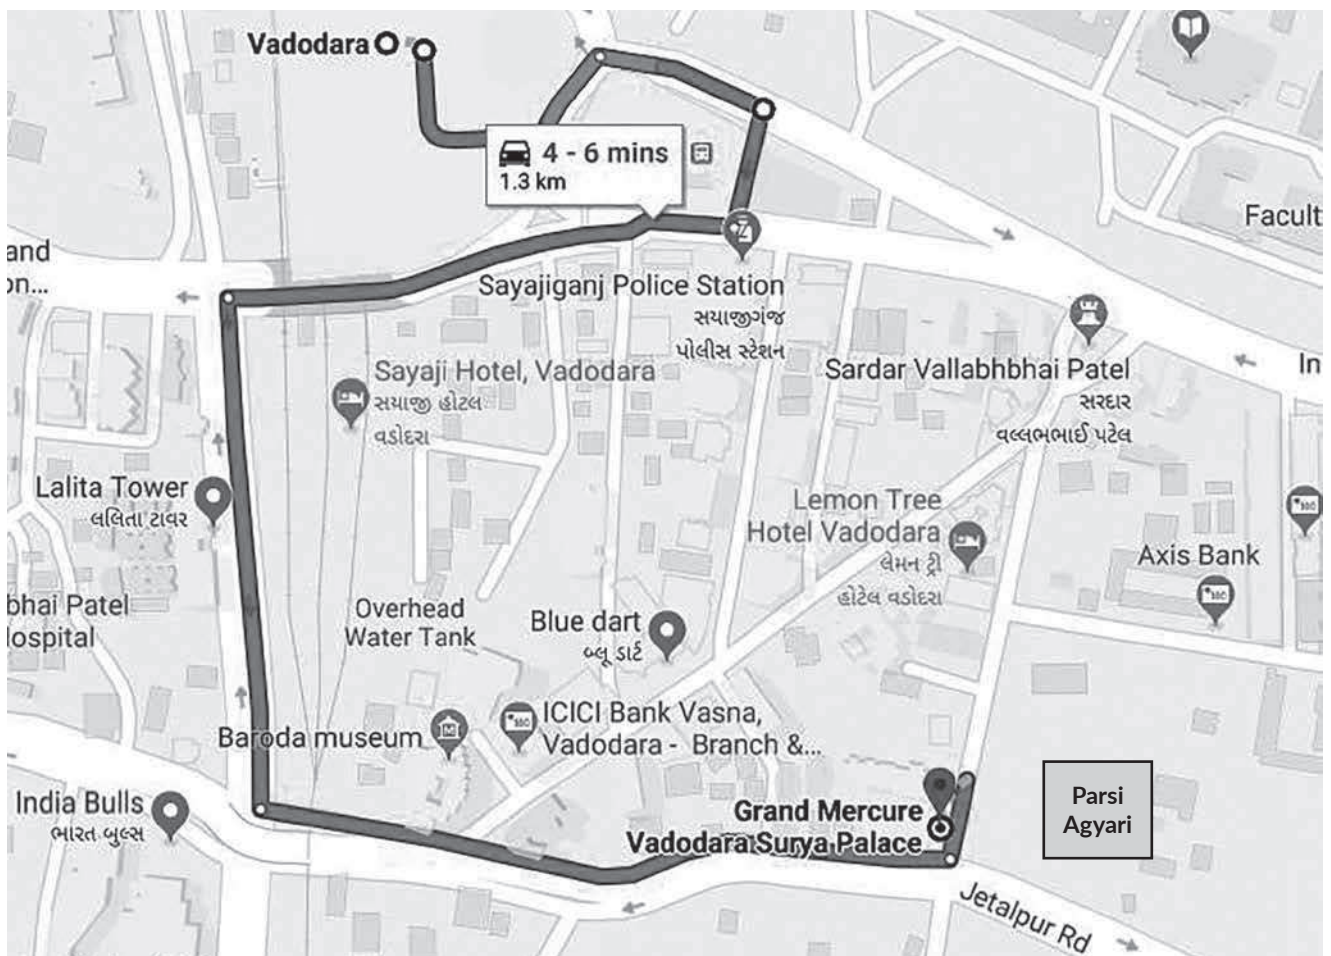 Vadodara
4 - 6 mins
1.3 km
Facult
and
on...
Sayajiganj Police Station
સયાજીગંજ
પોલીસ સ્ટેશન
Sayaji Hotel, Vadodara
સયાજી હોટલ
વડોદરા
Sardar Vallabhbhai Patel
સરદાર
વલ્લભભાઈ પટેલ
In
Lalita Tower
લલિતા ટાવર
Lemon Tree
Hotel Vadodara
લેમન ટ્રી
હોટેલ વડોદરા
Axis Bank
bhai Patel
Hospital
Overhead
Water Tank
Blue dart
બ્લૂ ડાર્ટ
Baroda museum
ICICI Bank Vasna,
Vadodara - Branch &...
India Bulls
ભારત બુલ્સ
Grand Mercure
Vadodara Surya Palace
Parsi
Agyari
Jetalpur Rd